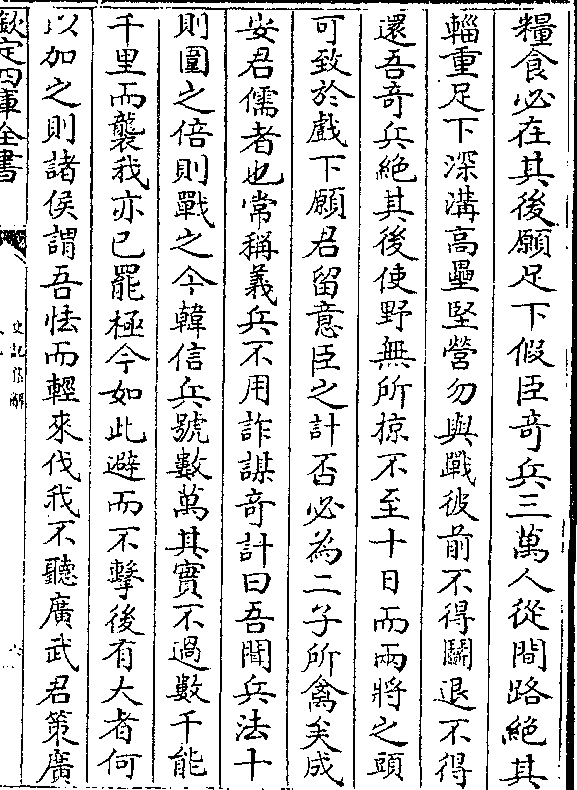 糧食必在其後願足下假臣奇兵三萬人從間路絶其
輜重足下深溝高壘堅營勿與戰彼前不得鬭退不得
還吾奇兵絶其後使野無所掠不至十日而兩將之頭
可致於戲下願君留意臣之計否必為二子所禽矣成
安君儒者也常稱義兵不用詐謀奇計曰吾聞兵法十
則圍之倍則戰之今韓信兵號數萬其實不過數千能
千里而襲我亦已罷極今如此避而不擊後有大者何
以加之則諸侯謂吾怯而輕來伐我不聽廣武君策廣
欽定四庫全書
史記